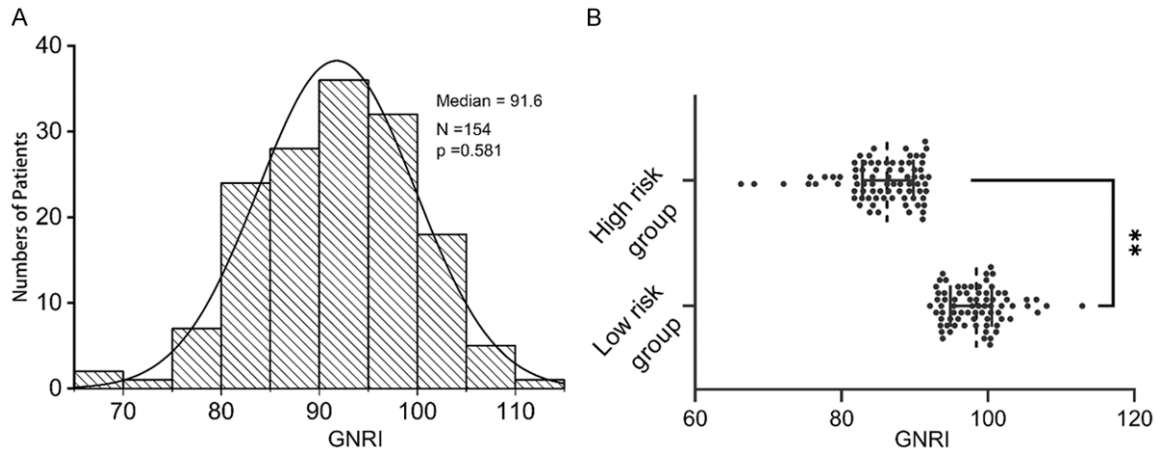 A
40
30
20
10
0
Numbers of Patients
70
80
90
100
110
GNRI
Median = 91.6
N =154
p =0.581
B
High risk
group
Low risk
group
**
60
80
100
120
GNRI